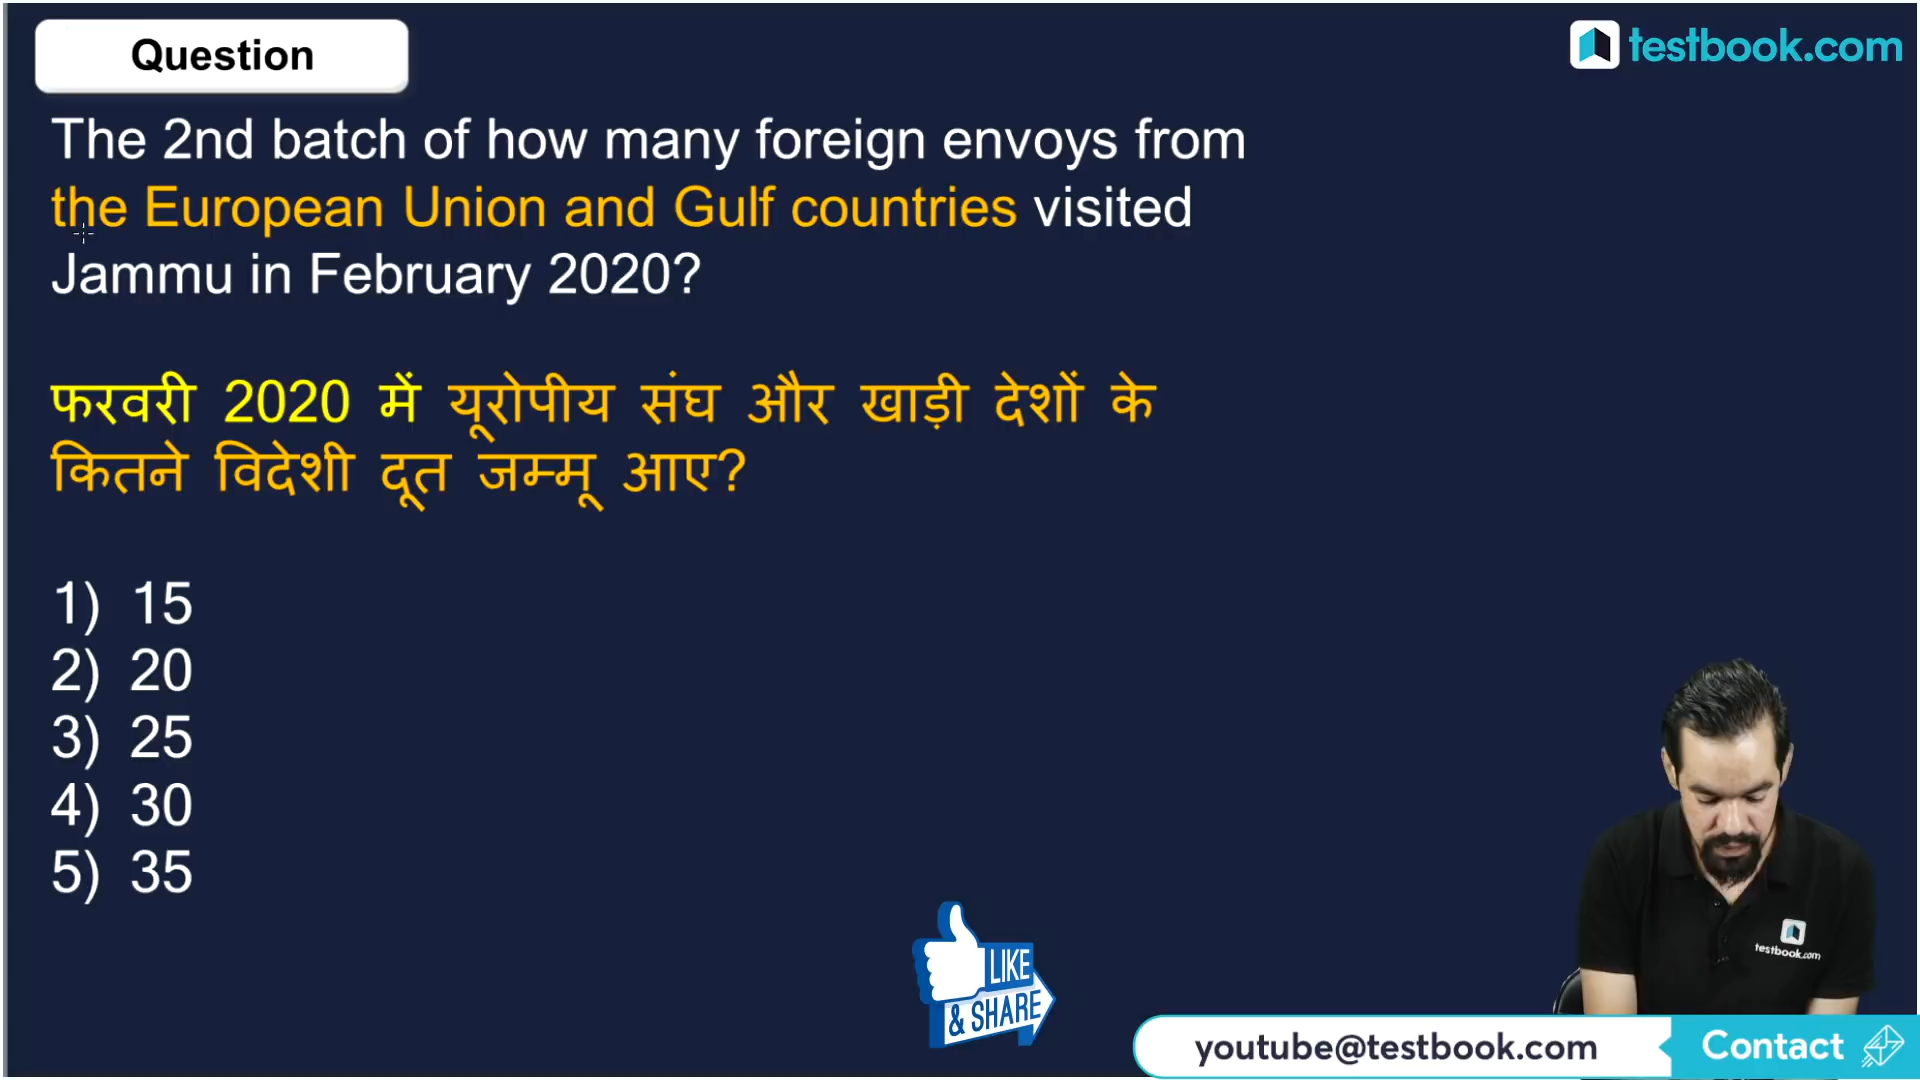 Question
testbook.com
The 2nd batch of how many foreign envoys from
the European Union and Gulf countries visited
Jammu in February 2020?
फरवरी 2020 में यूरोपीय संघ और खाड़ी देशों के
कितने विदेशी दूत जम्मू आए?
1) 15
2) 20
3) 25
4) 30
5) 35
testbook.com
LIKE
& SHARE
youtube@testbook.com
Contact